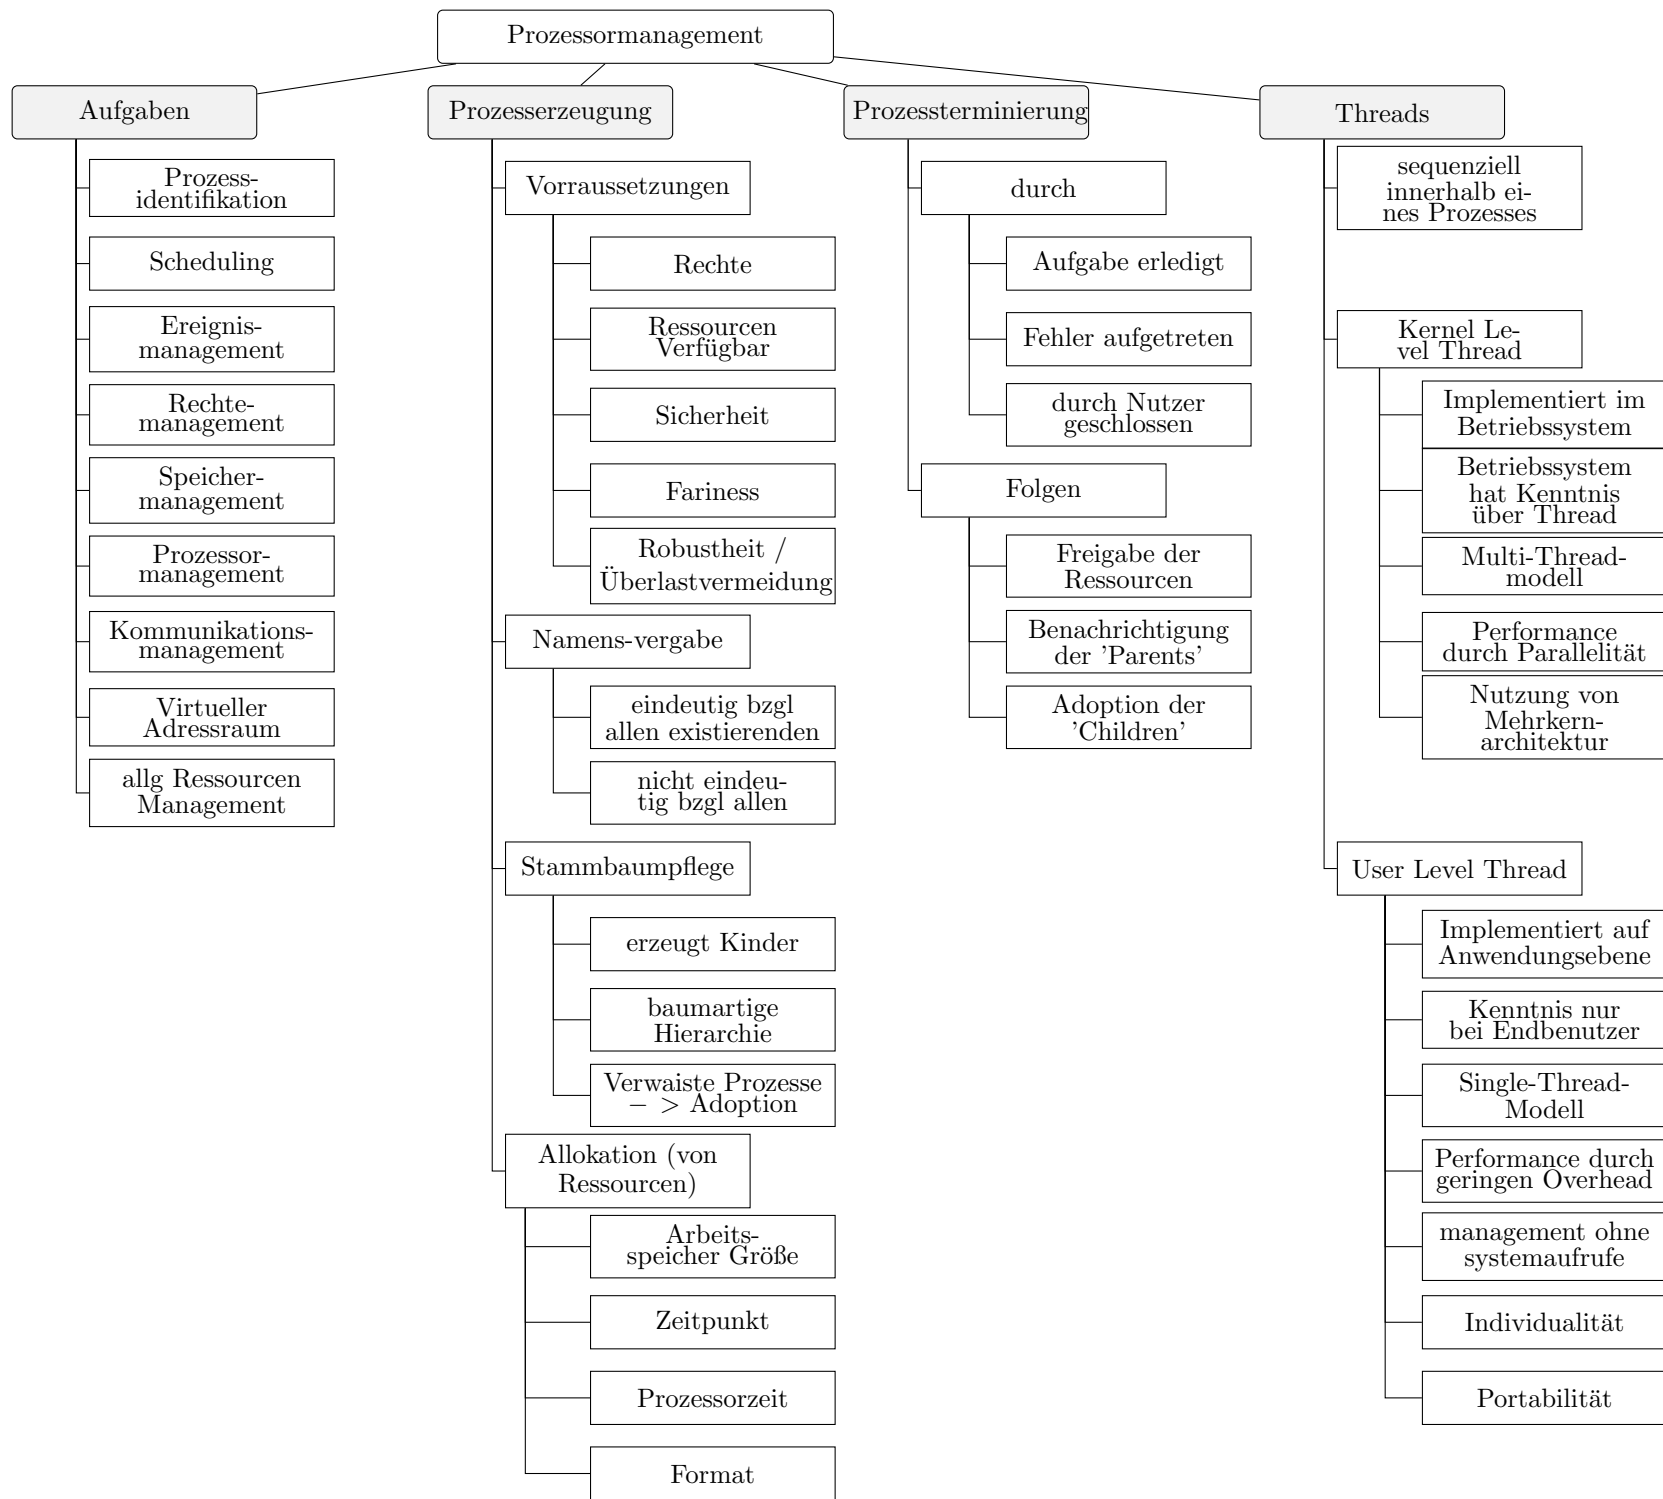 Prozessormanagement
Aufgaben
Prozess-
identifikation
Scheduling
Ereignis-
management
Rechte-
management
Speicher-
management
Prozessor-
management
Kommunikations-
management
Virtueller
Adressraum
allg Ressourcen
Management
Prozesserzeugung
Vorraussetzungen
Rechte
Ressourcen
Verfügbar
Sicherheit
Fariness
Robustheit /
Überlastvermeidung
Namens-vergabe
eindeutig bzgl
allen existierenden
nicht eindeu-
tig bzgl allen
Stammbaumpflege
erzeugt Kinder
baumartige
Hierarchie
Verwaiste Prozesse
− > Adoption
Allokation (von
Ressourcen)
Arbeits-
speicher Größe
Zeitpunkt
Prozessorzeit
Format
Prozessterminierung
durch
Aufgabe erledigt
Fehler aufgetreten
durch Nutzer
geschlossen
Folgen
Freigabe der
Ressourcen
Benachrichtigung
der ’Parents’
Adoption der
’Children’
Threads
sequenziell
innerhalb ei-
nes Prozesses
Kernel Le-
vel Thread
Implementiert im
Betriebssystem
Betriebssystem
hat Kenntnis
über Thread
Multi-Thread-
modell
Performance
durch Parallelität
Nutzung von
Mehrkern-
architektur
User Level Thread
Implementiert auf
Anwendungsebene
Kenntnis nur
bei Endbenutzer
Single-Thread-
Modell
Performance durch
geringen Overhead
management ohne
systemaufrufe
Individualität
Portabilität